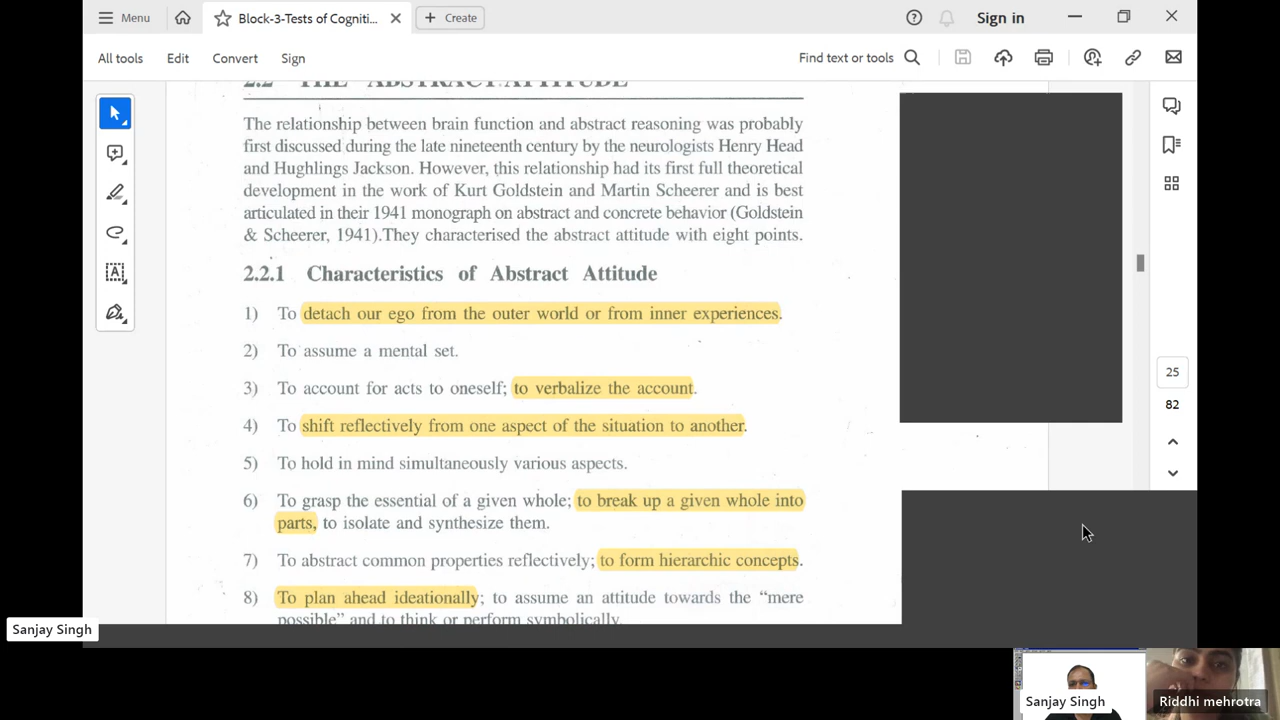 Menu
Block-3-Tests of Cogniti...
Create
Sign in
All tools
Edit
Convert
Sign
Find text or tools
2.2 THE ABSTRACT ATTITUDE
The relationship between brain function and abstract reasoning was probably
first discussed during the late nineteenth century by the neurologists Henry Head
and Hughlings Jackson. However, this relationship had its first full theoretical
development in the work of Kurt Goldstein and Martin Scheerer and is best
articulated in their 1941 monograph on abstract and concrete behavior (Goldstein
& Scheerer, 1941).They characterised the abstract attitude with eight points.
2.2.1 Characteristics of Abstract Attitude
1) To detach our ego from the outer world or from inner experiences.
2) To assume a mental set.
3) To account for acts to oneself; to verbalize the account.
4) To shift reflectively from one aspect of the situation to another.
5) To hold in mind simultaneously various aspects.
6) To grasp the essential of a given whole; to break up a given whole into
parts, to isolate and synthesize them.
7) To abstract common properties reflectively; to form hierarchic concepts.
8) To plan ahead ideationally; to assume an attitude towards the “mere
possible” and to think or perform symbolically.
25
82
Sanjay Singh
Sanjay Singh
Riddhi mehrotra